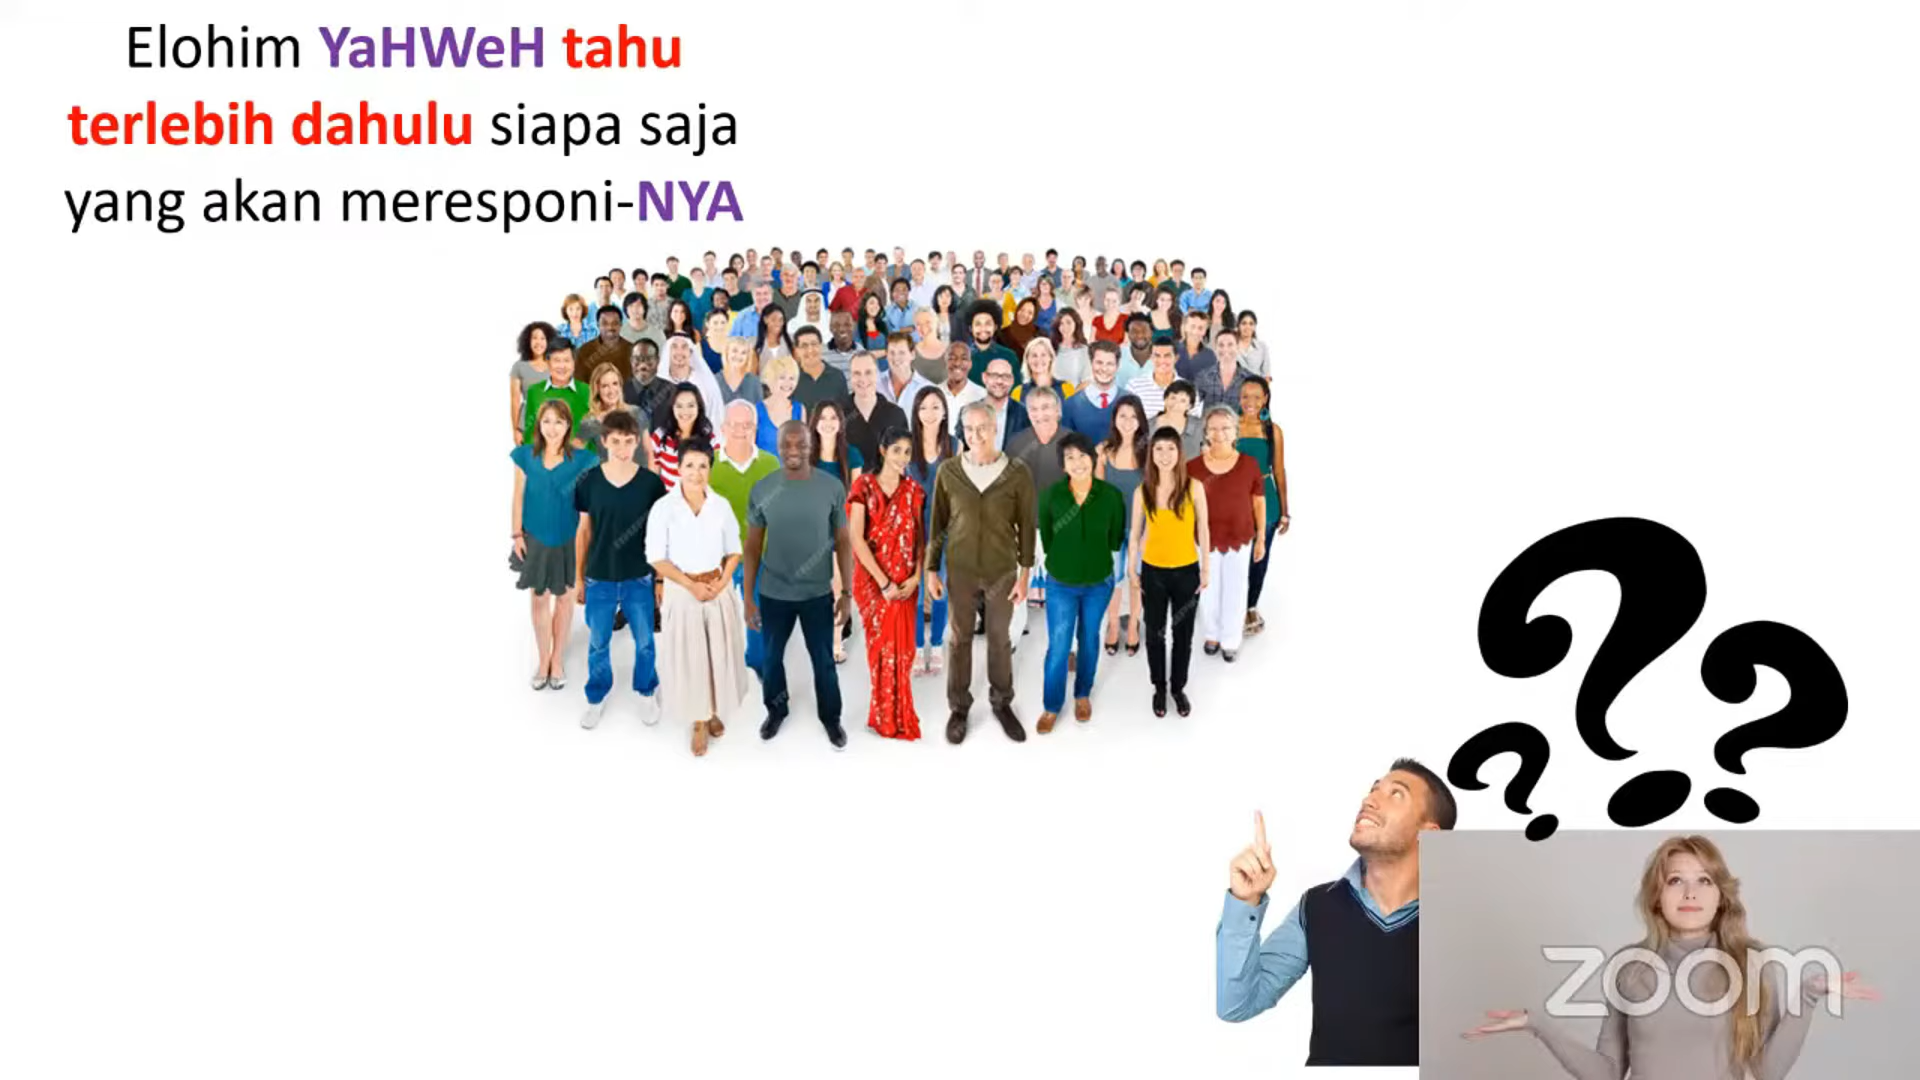 Elohim YaHWeH tahu
terlebih dahulu siapa saja
yang akan meresponi-NYA
???
zoom